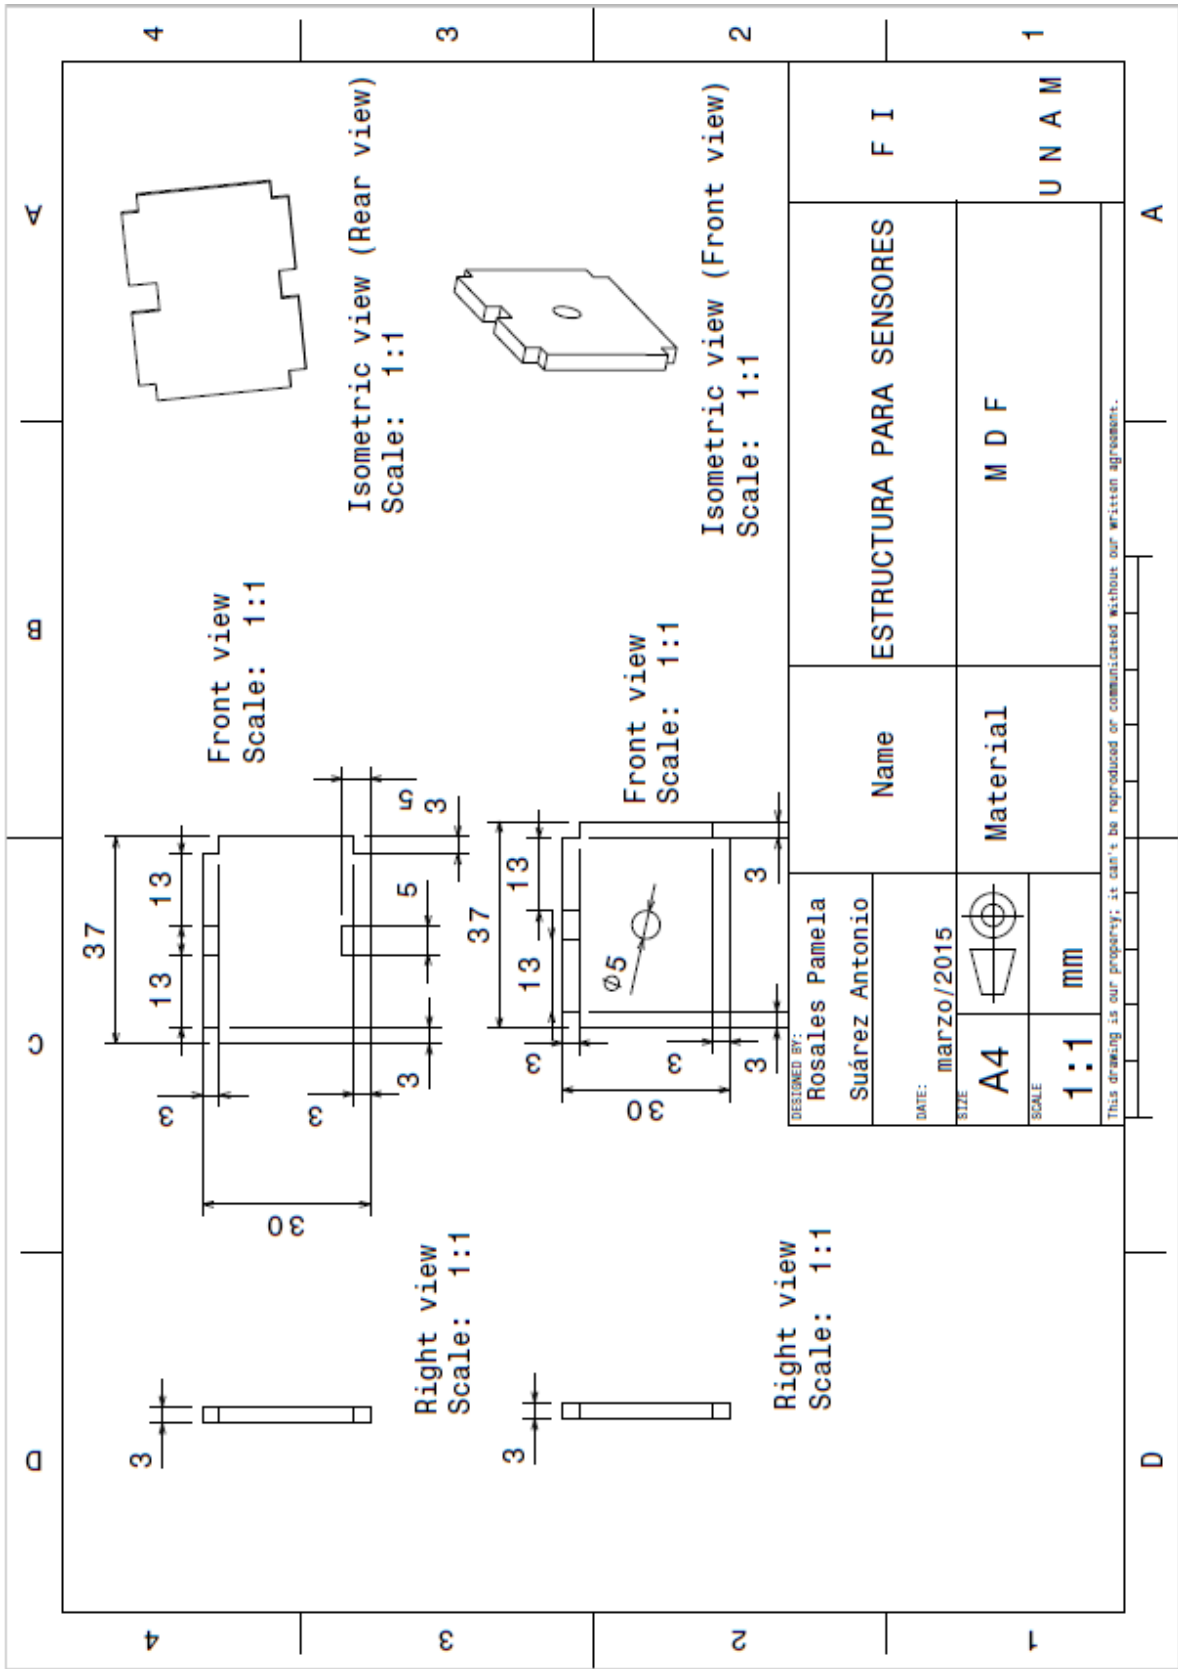 D
C
B
A
4
4
3
3
2
2
1
1
D
A
3
Right view
Scale: 1:1
37
13
13
3
3
30
3
5
3
5
Front view
Scale: 1:1
Isometric view (Rear view)
Scale: 1:1
3
Right view
Scale: 1:1
37
13
13
Ø5
3
3
30
3
3
Front view
Scale: 1:1
Isometric view (Front view)
Scale: 1:1
DESIGNED BY:
Rosales Pamela
Suárez Antonio
DATE:
marzo/2015
Name
ESTRUCTURA PARA SENSORES
F I
SIZE
A4
Material
M D F
SCALE
1:1
mm
U N A M
This drawing is our property; it can't be reproduced or communicated without our written agreement.